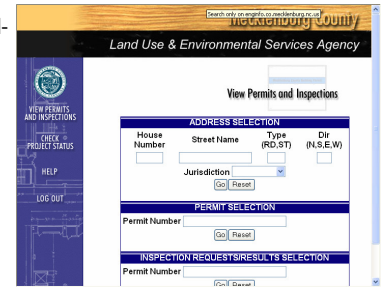 l-
Search only on enginfo.co.mecklenburg.nc.us
Mecklenburg County
Land Use & Environmental Services Agency
View Permits and Inspections
VIEW PERMITS
AND INSPECTIONS
CHECK
PROJECT STATUS
HELP
LOG OUT
ADDRESS SELECTION
House Number Street Name Type (RD,ST) Dir (N,S,E,W)
Jurisdiction
Go Reset
PERMIT SELECTION
Permit Number
Go Reset
INSPECTION REQUESTS/RESULTS SELECTION
Permit Number
Go Reset